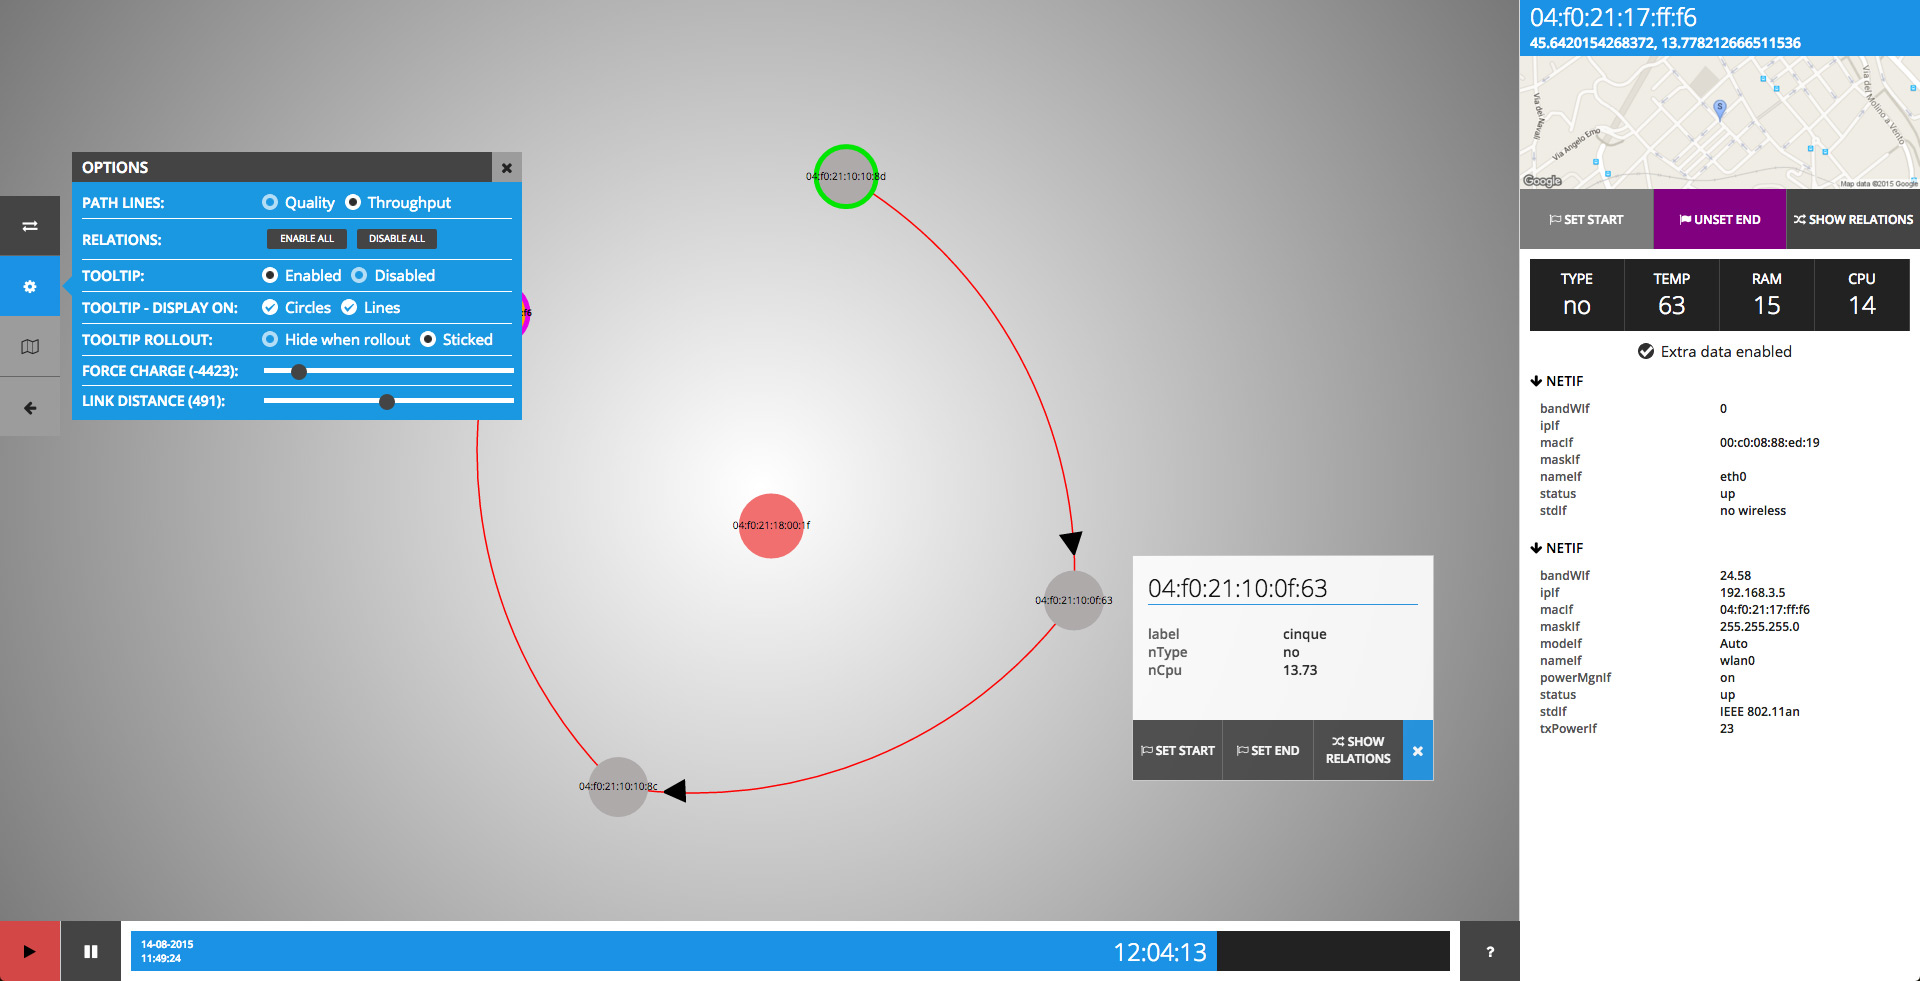 OPTIONS
PATH LINES: Quality Throughput
RELATIONS: ENABLE ALL DISABLE ALL
TOOLTIP: Enabled Disabled
TOOLTIP - DISPLAY ON: Circles Lines
TOOLTIP ROLLOUT: Hide when rollout Sticked
FORCE CHARGE (-4423):
LINK DISTANCE (491):
:f6
04:f0:21:10:10:8d
04:f0:21:18:00:1f
04:f0:21:10:0f:63
04:f0:21:10:10:8c
04:f0:21:10:0f:63
label cinque
nType no
nCpu 13.73
SET START SET END SHOW
RELATIONS
14-08-2015
11:49:24
12:04:13
?
04:f0:21:17:ff:f6
45.6420154268372, 13.778212666511536
Via dei Navali
Via Angelo Emo
Via del Molino a Vento
S
Google
Map data ©2015 Google
SET START UNSET END SHOW RELATIONS
TYPE TEMP RAM CPU
no 63 15 14
Extra data enabled
NETIF
bandWIf 0
ipIf
macIf 00:c0:08:88:ed:19
maskIf
nameIf eth0
status up
stdIf no wireless
NETIF
bandWIf 24.58
ipIf 192.168.3.5
macIf 04:f0:21:17:ff:f6
maskIf 255.255.255.0
modeIf Auto
nameIf wlan0
powerMgnIf on
status up
stdIf IEEE 802.11an
txPowerIf 23